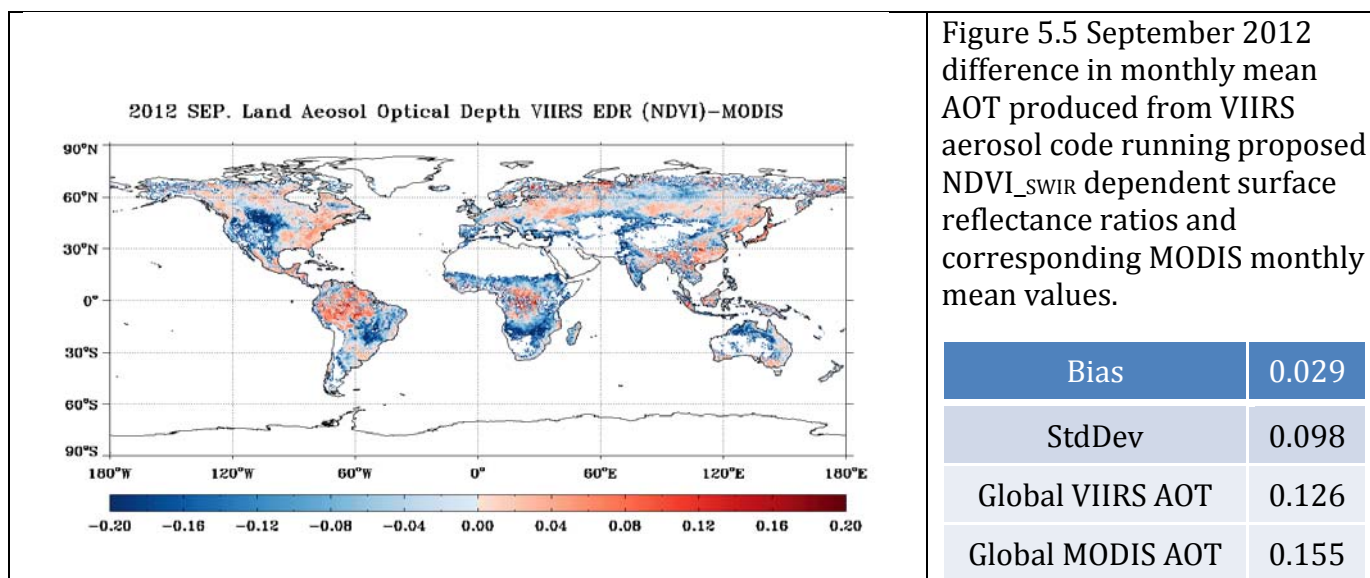 2012 SEP. Land Aeosol Optical Depth VIIRS EDR (NDVI)-MODIS
90°N
60°N
30°N
0°
30°S
60°S
90°S
180°W 120°W 60°W 0° 60°E 120°E 180°E
-0.20 -0.16 -0.12 -0.08 -0.04 0.00 0.04 0.08 0.12 0.16 0.20
Figure 5.5 September 2012
difference in monthly mean
AOT produced from VIIRS
aerosol code running proposed
NDVI_SWIR dependent surface
reflectance ratios and
corresponding MODIS monthly
mean values.
Bias 0.029
StdDev 0.098
Global VIIRS AOT 0.126
Global MODIS AOT 0.155